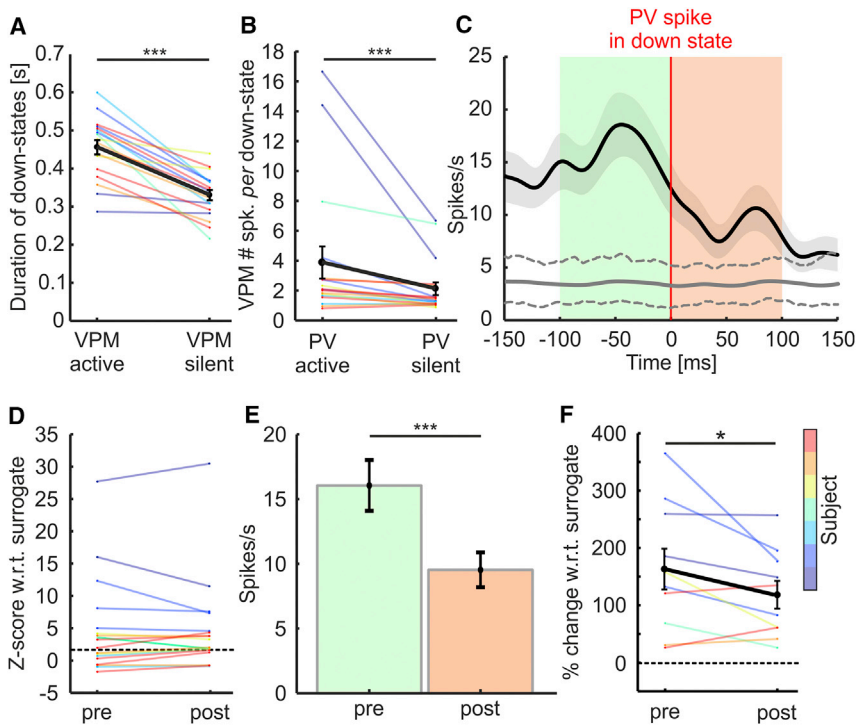 A
***
Duration of down-states [s]
0.7
0.6
0.5
0.4
0.3
0.2
0.1
0
VPM active
VPM silent
B
***
VPM # spk. per down-state
18
16
14
12
10
8
6
4
2
0
PV active
PV silent
C
PV spike
in down state
Spikes/s
25
20
15
10
5
0
-150
-100
-50
0
50
100
150
Time [ms]
D
Z-score w.r.t. surrogate
35
30
25
20
15
10
5
0
-5
pre
post
E
***
Spikes/s
20
15
10
5
0
pre
post
F
*
% change w.r.t. surrogate
400
300
250
150
100
0
pre
post
Subject